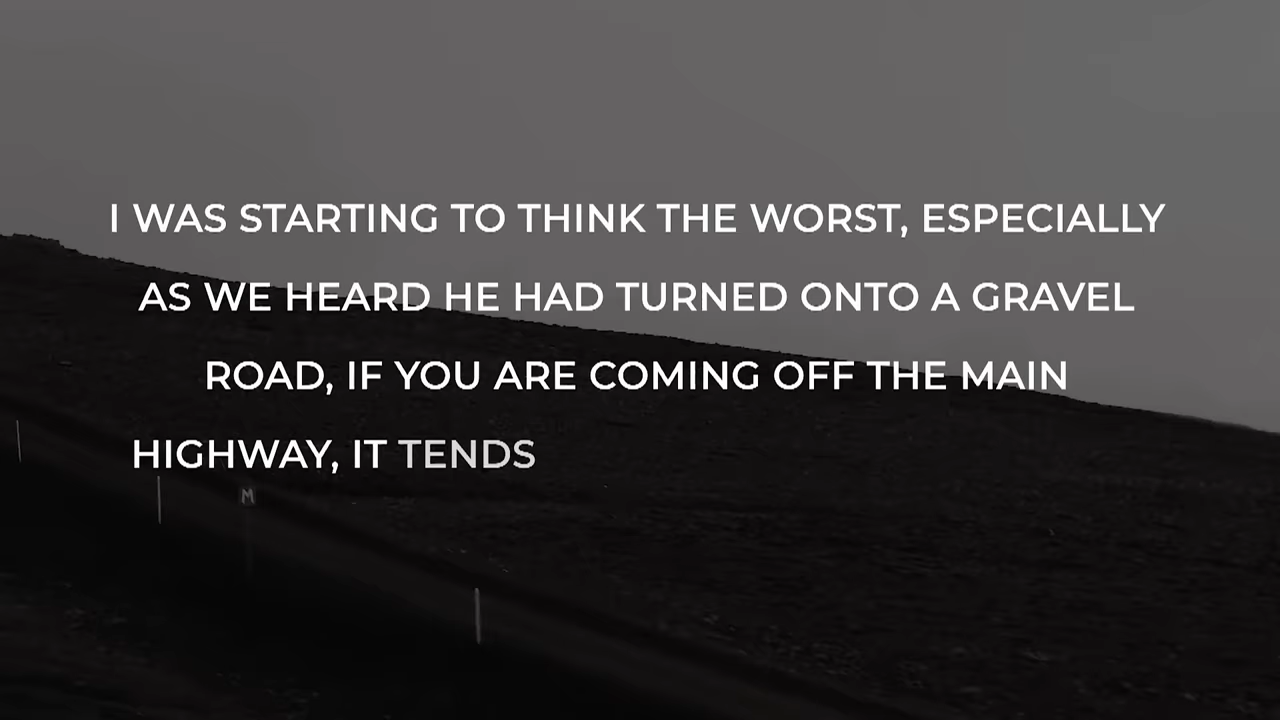 I WAS STARTING TO THINK THE WORST, ESPECIALLY
AS WE HEARD HE HAD TURNED ONTO A GRAVEL
ROAD, IF YOU ARE COMING OFF THE MAIN
HIGHWAY, IT TENDS
M